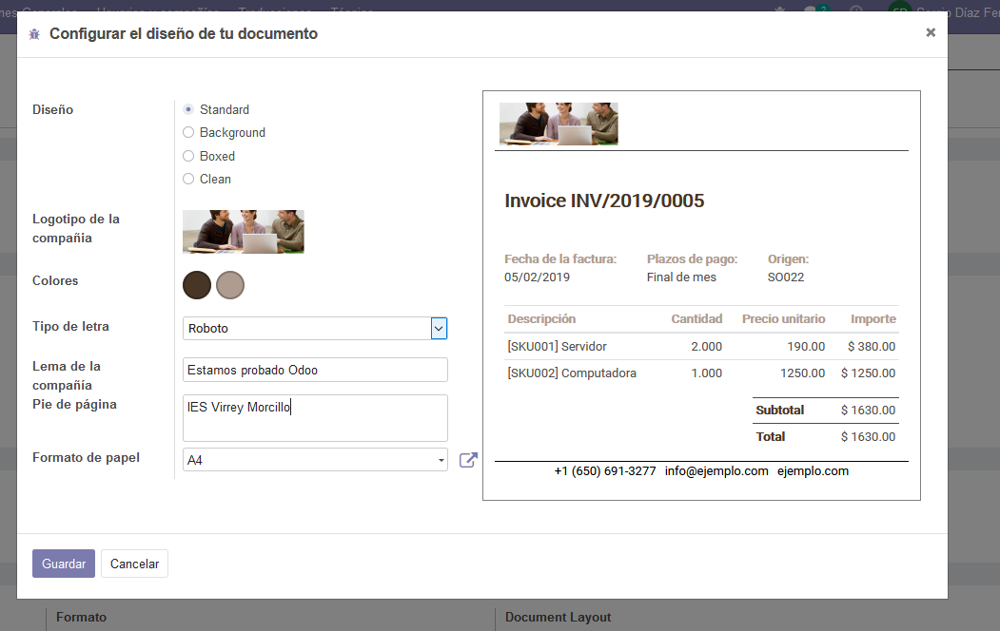 Configurar el diseño de tu documento
×
Diseño
Standard
Background
Boxed
Clean
Logotipo de la
compañia
Colores
Tipo de letra
Roboto
Lema de la
compañía
Estamos probado Odoo
Pie de página
IES Virrey Morcillo
Formato de papel
A4
Invoice INV/2019/0005
Fecha de la factura: Plazos de pago: Origen:
05/02/2019 Final de mes SO022
Descripción Cantidad Precio unitario Importe
[SKU001] Servidor 2.000 190.00 $ 380.00
[SKU002] Computadora 1.000 1250.00 $ 1250.00
Subtotal $ 1630.00
Total $ 1630.00
+1 (650) 691-3277 info@ejemplo.com ejemplo.com
Guardar Cancelar
Formato Document Layout